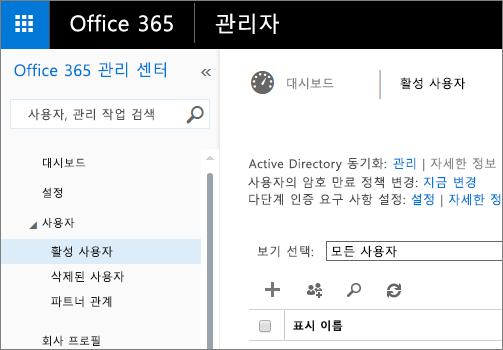 Office 365 관리자
Office 365 관리 센터 «
사용자, 관리 작업 검색
대시보드
설정
사용자
활성 사용자
삭제된 사용자
파트너 관계
회사 프로필
대시보드 활성 사용자
Active Directory 동기화: 관리 | 자세한 정보
사용자의 암호 만료 정책 변경: 지금 변경
다단계 인증 요구 사항 설정: 설정 | 자세한 정
보기 선택: 모든 사용자
표시 이름